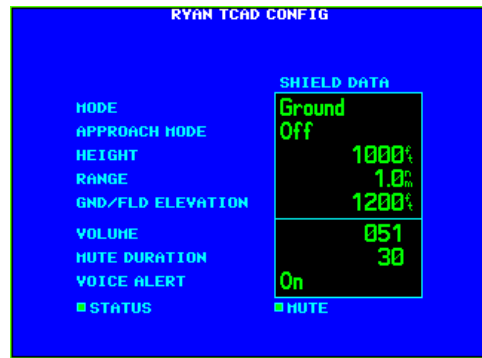 RYAN TCAD CONFIG
SHIELD DATA
MODE Ground
APPROACH MODE Off
HEIGHT 1000ft
RANGE 1.0nm
GND/FLD ELEVATION 1200ft
VOLUME 051
MUTE DURATION 30
VOICE ALERT On
STATUS MUTE